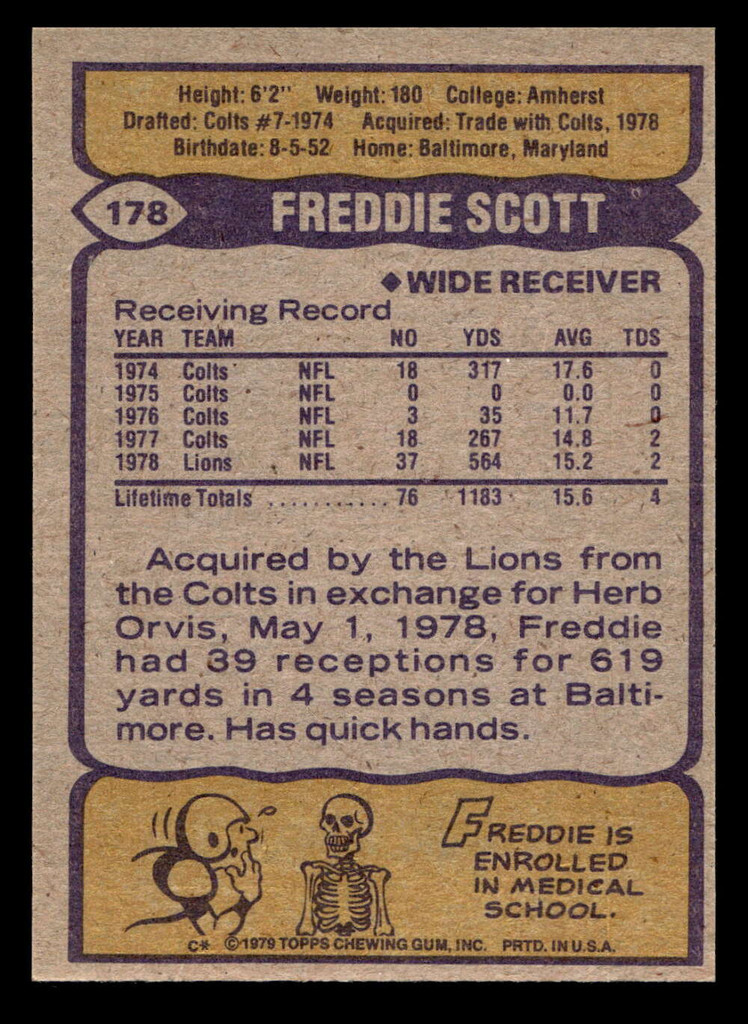 Height: 6'2" Weight: 180 College: Amherst
Drafted: Colts #7-1974 Acquired: Trade with Colts, 1978
Birthdate: 8-5-52 Home: Baltimore, Maryland
178 FREDDIE SCOTT
◆WIDE RECEIVER
Receiving Record
YEAR TEAM NO YDS AVG TDS
1974 Colts NFL 18 317 17.6 0
1975 Colts NFL 0 0 0.0 0
1976 Colts NFL 3 35 11.7 0
1977 Colts NFL 18 267 14.8 2
1978 Lions NFL 37 564 15.2 2
Lifetime Totals ............ 76 1183 15.6 4
Acquired by the Lions from
the Colts in exchange for Herb
Orvis, May 1, 1978, Freddie
had 39 receptions for 619
yards in 4 seasons at Balti-
more. Has quick hands.
FREDDIE IS
ENROLLED
IN MEDICAL
SCHOOL.
C* ©1979 TOPPS CHEWING GUM, INC. PRTD. IN U.S.A.